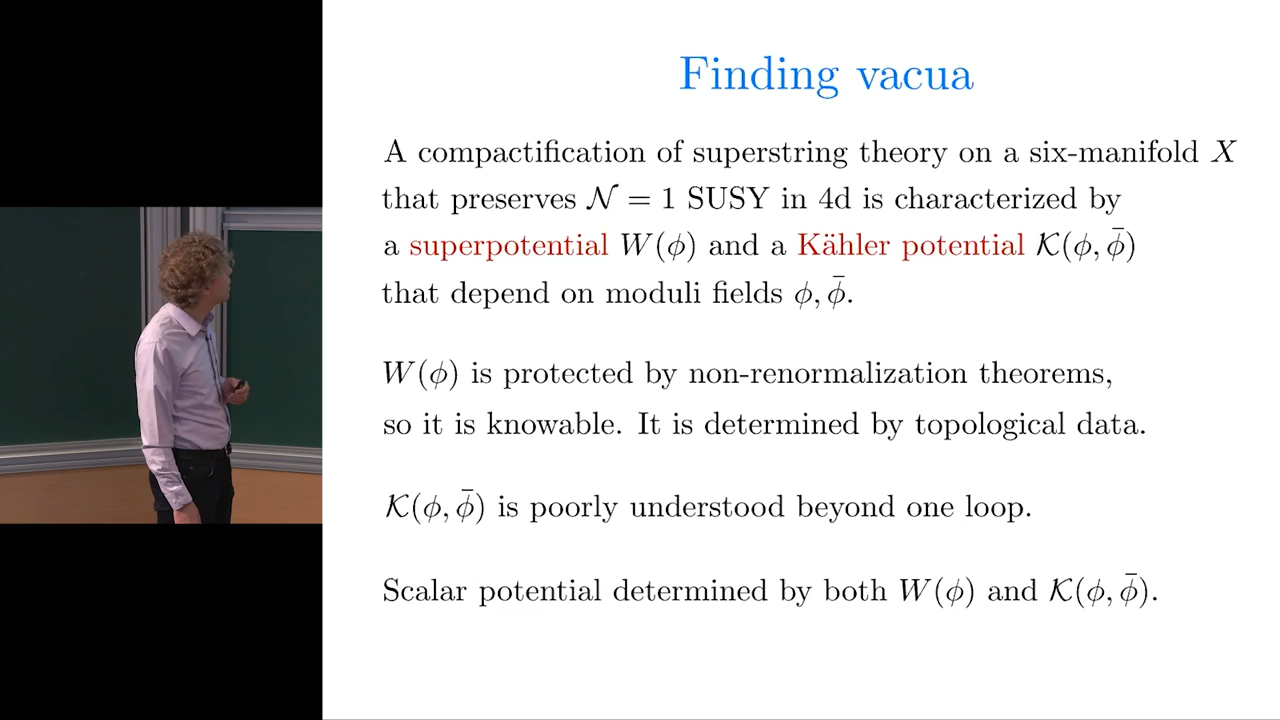 Finding vacua
A compactification of superstring theory on a six-manifold X
that preserves 𝒩 = 1 SUSY in 4d is characterized by
a superpotential W(ϕ) and a Kähler potential 𝒦(ϕ, ϕ̄)
that depend on moduli fields ϕ, ϕ̄.
W(ϕ) is protected by non-renormalization theorems,
so it is knowable. It is determined by topological data.
𝒦(ϕ, ϕ̄) is poorly understood beyond one loop.
Scalar potential determined by both W(ϕ) and 𝒦(ϕ, ϕ̄).